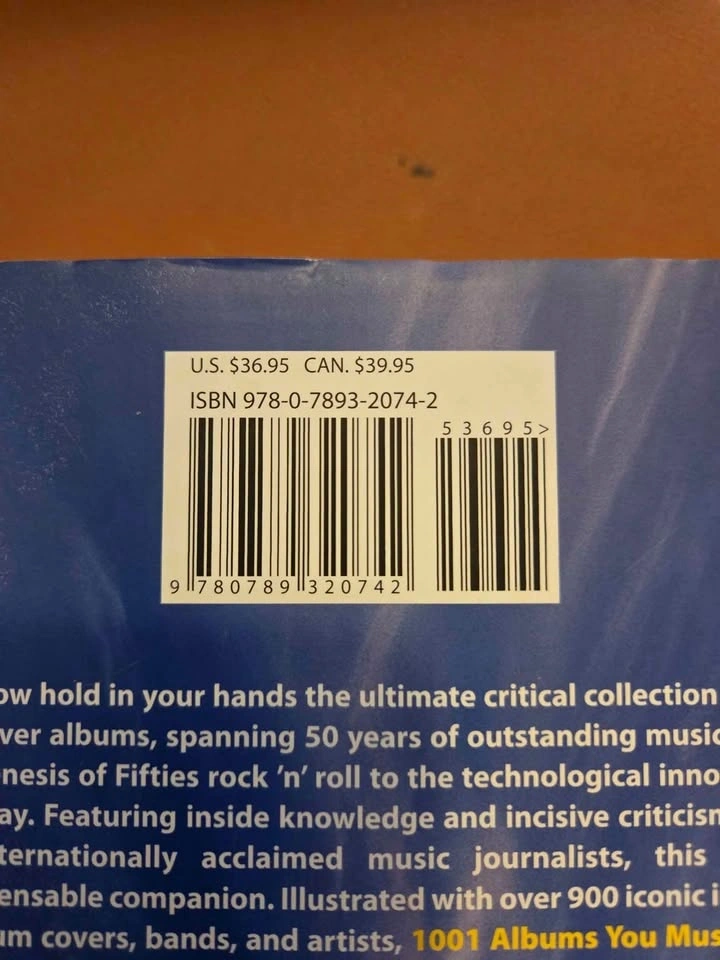 U.S. $36.95 CAN. $39.95
ISBN 978-0-7893-2074-2
53695>
9 780789 320742
ow hold in your hands the ultimate critical collection
ver albums, spanning 50 years of outstanding music
nesis of Fifties rock 'n' roll to the technological inno
ay. Featuring inside knowledge and incisive criticism
ternationally acclaimed music journalists, this
ensable companion. Illustrated with over 900 iconic i
um covers, bands, and artists, 1001 Albums You Mus